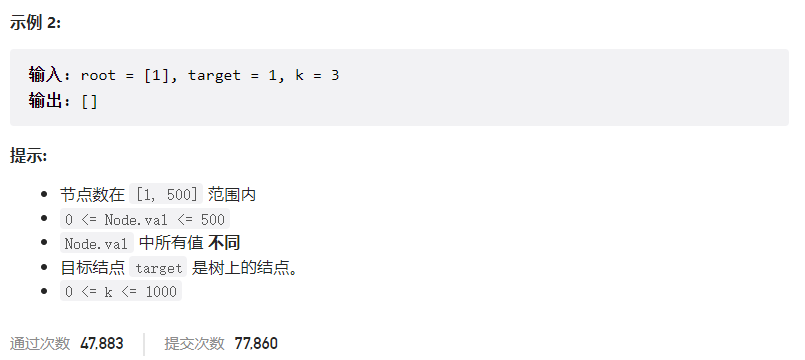 示例 2:
输入：root = [1], target = 1, k = 3
输出：[]
提示:
节点数在 [1, 500] 范围内
0 <= Node.val <= 500
Node.val 中所有值 不同
目标结点 target 是树上的结点。
0 <= k <= 1000
通过次数 47,883 提交次数 77,860